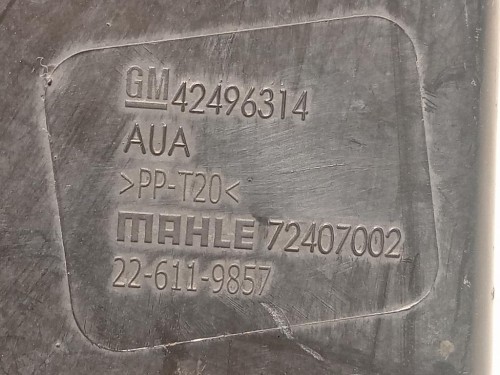 GM 42496314
AUA
>PP-T20<
MAHLE 72407002
22-611-9857